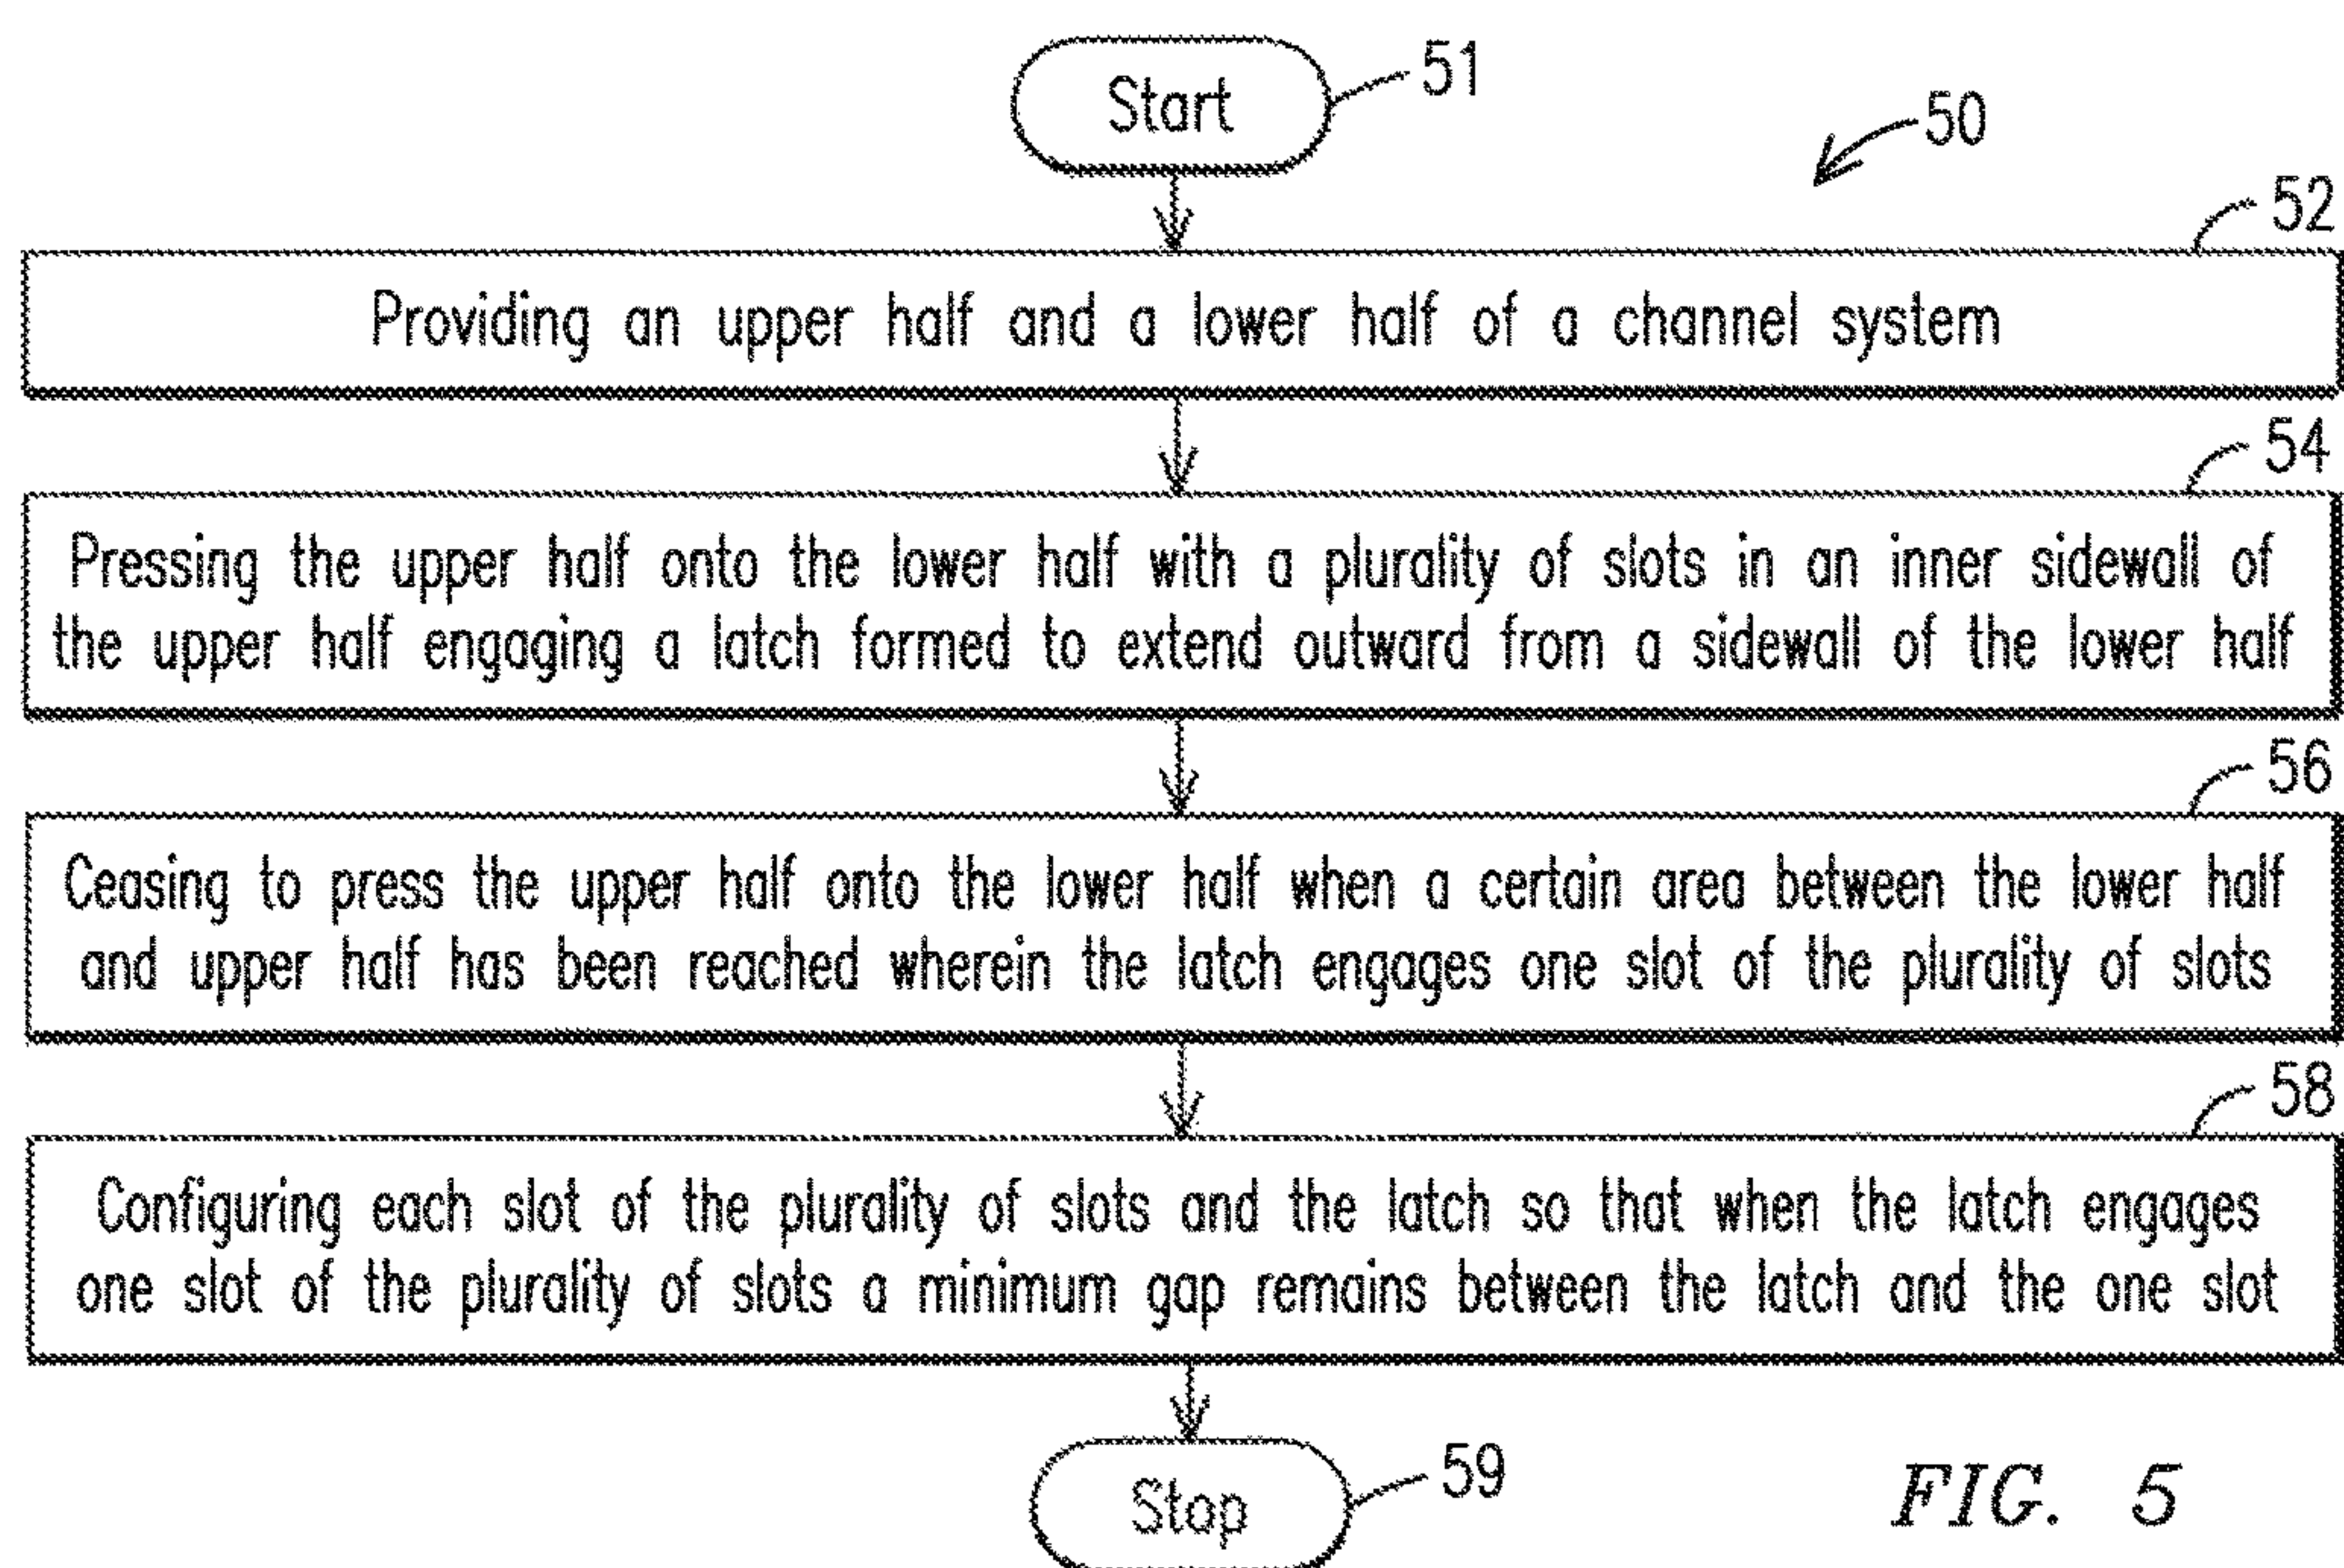 Start
51
50
52
Providing an upper half and a lower half of a channel system
54
Pressing the upper half onto the lower half with a plurality of slots in an inner sidewall of
the upper half engaging a latch formed to extend outward from a sidewall of the lower half
56
Ceasing to press the upper half onto the lower half when a certain area between the lower half
and upper half has been reached wherein the latch engages one slot of the plurality of slots
58
Configuring each slot of the plurality of slots and the latch so that when the latch engages
one slot of the plurality of slots a minimum gap remains between the latch and the one slot
Stop
59
FIG. 5